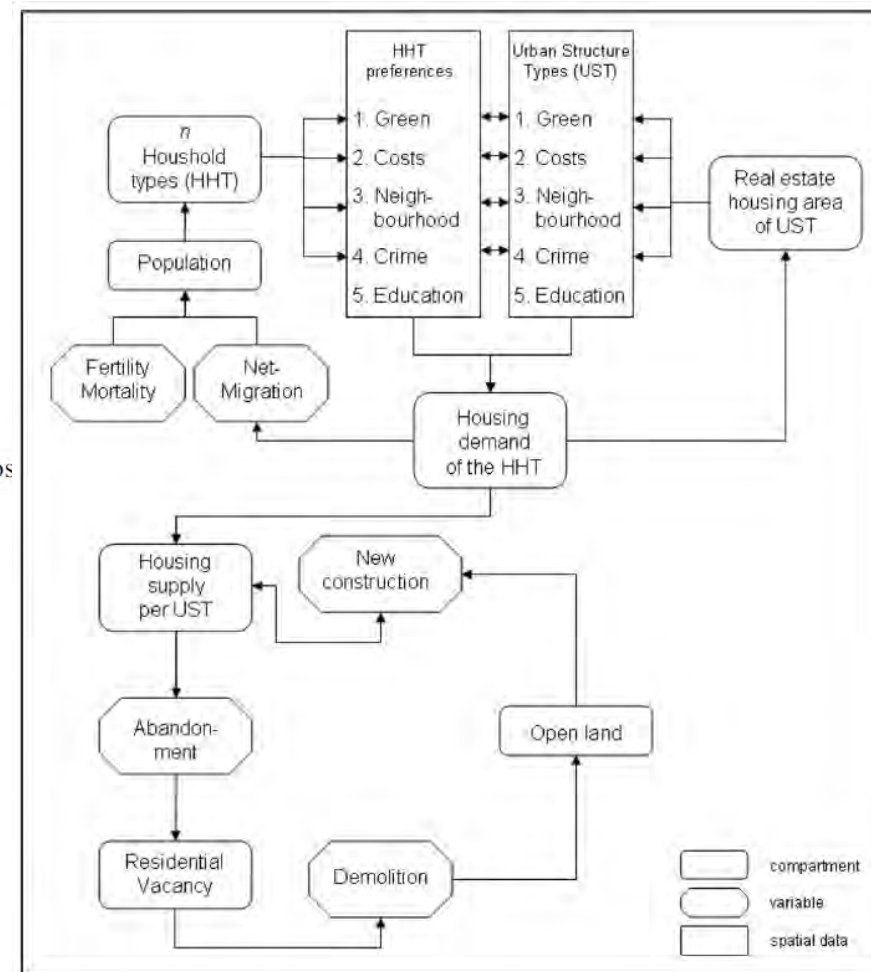 HHT
preferences
1. Green
2. Costs
3. Neigh-
bourhood
4. Crime
5. Education
Urban Structure
Types (UST)
1. Green
2. Costs
3. Neigh-
bourhood
4. Crime
5. Education
n
Houshold
types (HHT)
Real estate
housing area
of UST
Population
Fertility
Mortality
Net-
Migration
Housing
demand
of the HHT
os
Housing
supply
per UST
New
construction
Abandon-
ment
Open land
Residential
Vacancy
Demolition
compartment
variable
spatial data